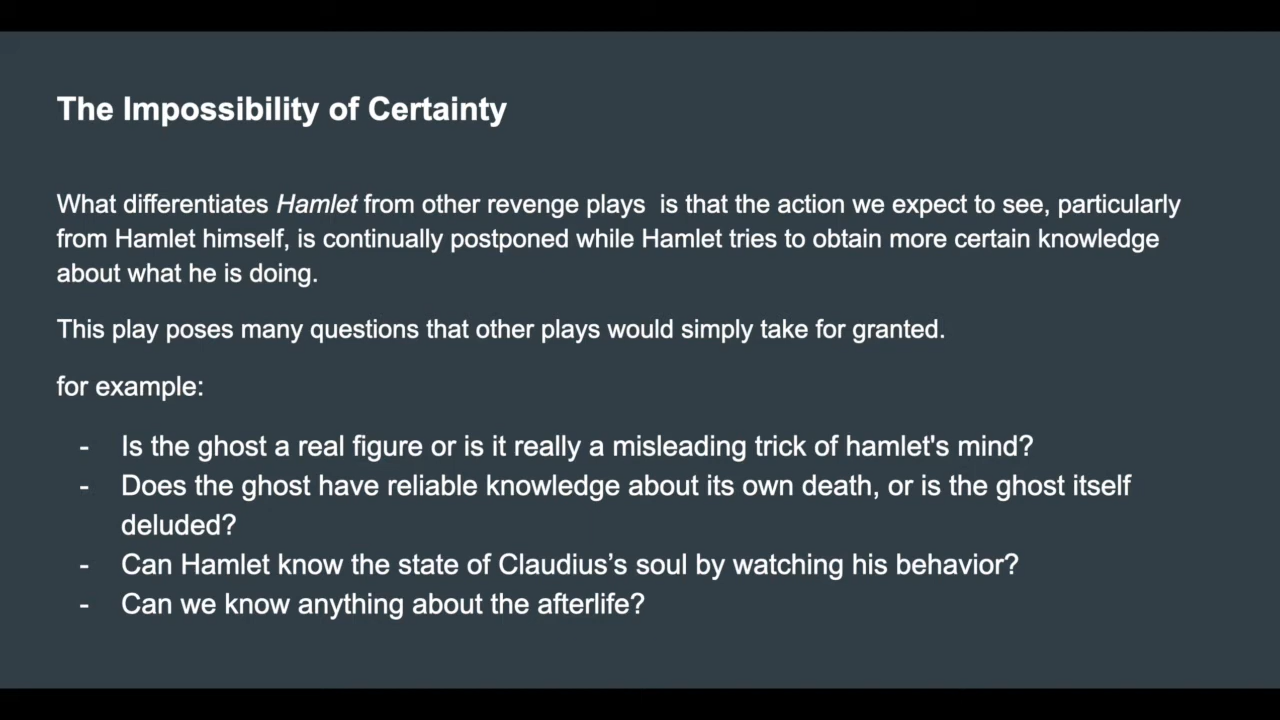 The Impossibility of Certainty
What differentiates Hamlet from other revenge plays  is that the action we expect to see, particularly
from Hamlet himself, is continually postponed while Hamlet tries to obtain more certain knowledge
about what he is doing.
This play poses many questions that other plays would simply take for granted.
for example:
- Is the ghost a real figure or is it really a misleading trick of hamlet's mind?
- Does the ghost have reliable knowledge about its own death, or is the ghost itself
deluded?
- Can Hamlet know the state of Claudius’s soul by watching his behavior?
- Can we know anything about the afterlife?